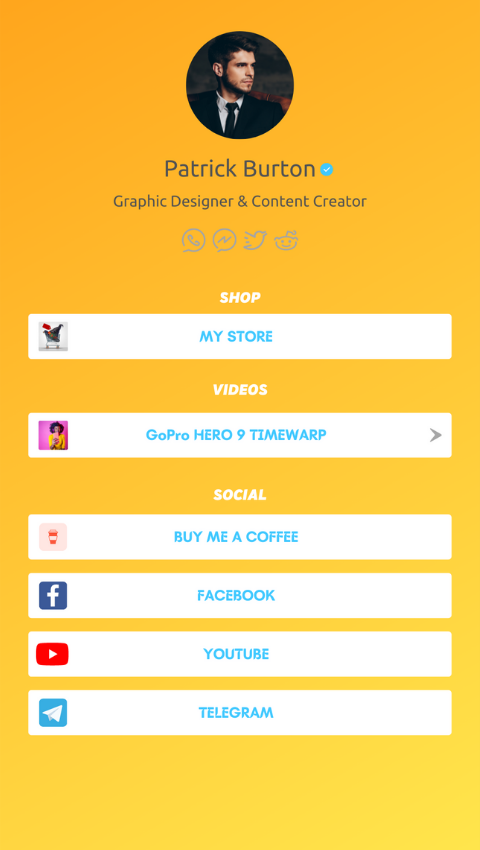 Patrick Burton
Graphic Designer & Content Creator
SHOP
MY STORE
VIDEOS
GoPro HERO 9 TIMEWARP
SOCIAL
BUY ME A COFFEE
FACEBOOK
YOUTUBE
TELEGRAM